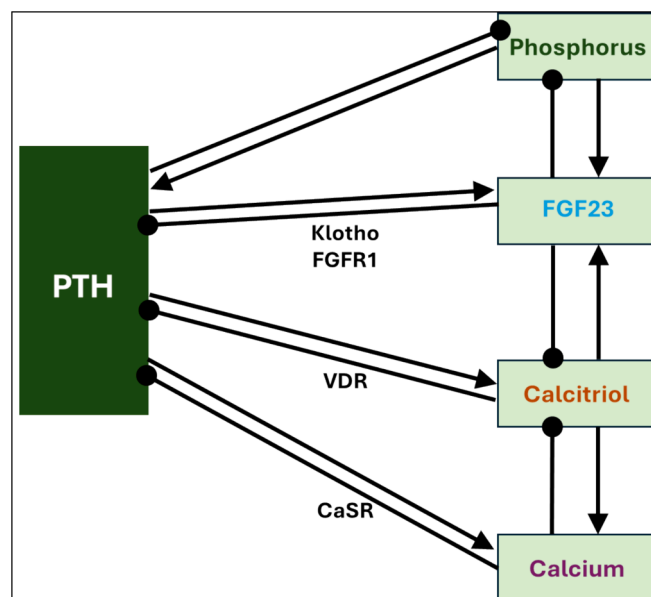 Phosphorus
FGF23
Klotho
FGFR1
PTH
VDR
Calcitriol
CaSR
Calcium